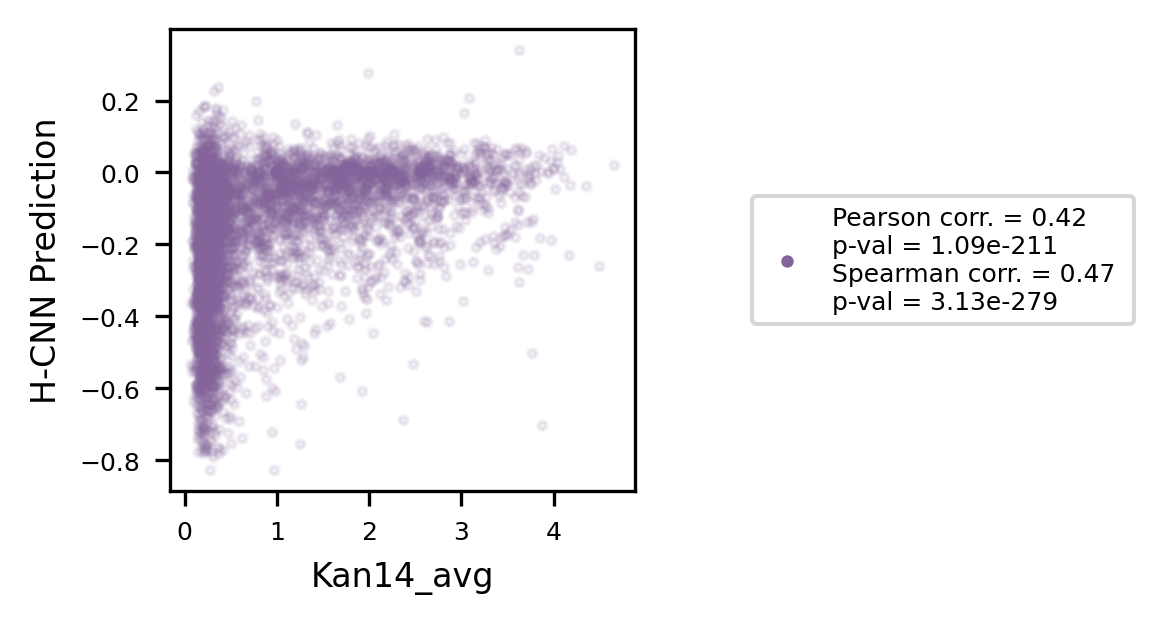 H-CNN Prediction
0.2
0.0
−0.2
−0.4
−0.6
−0.8
0 1 2 3 4
Kan14_avg
Pearson corr. = 0.42
p-val = 1.09e-211
Spearman corr. = 0.47
p-val = 3.13e-279